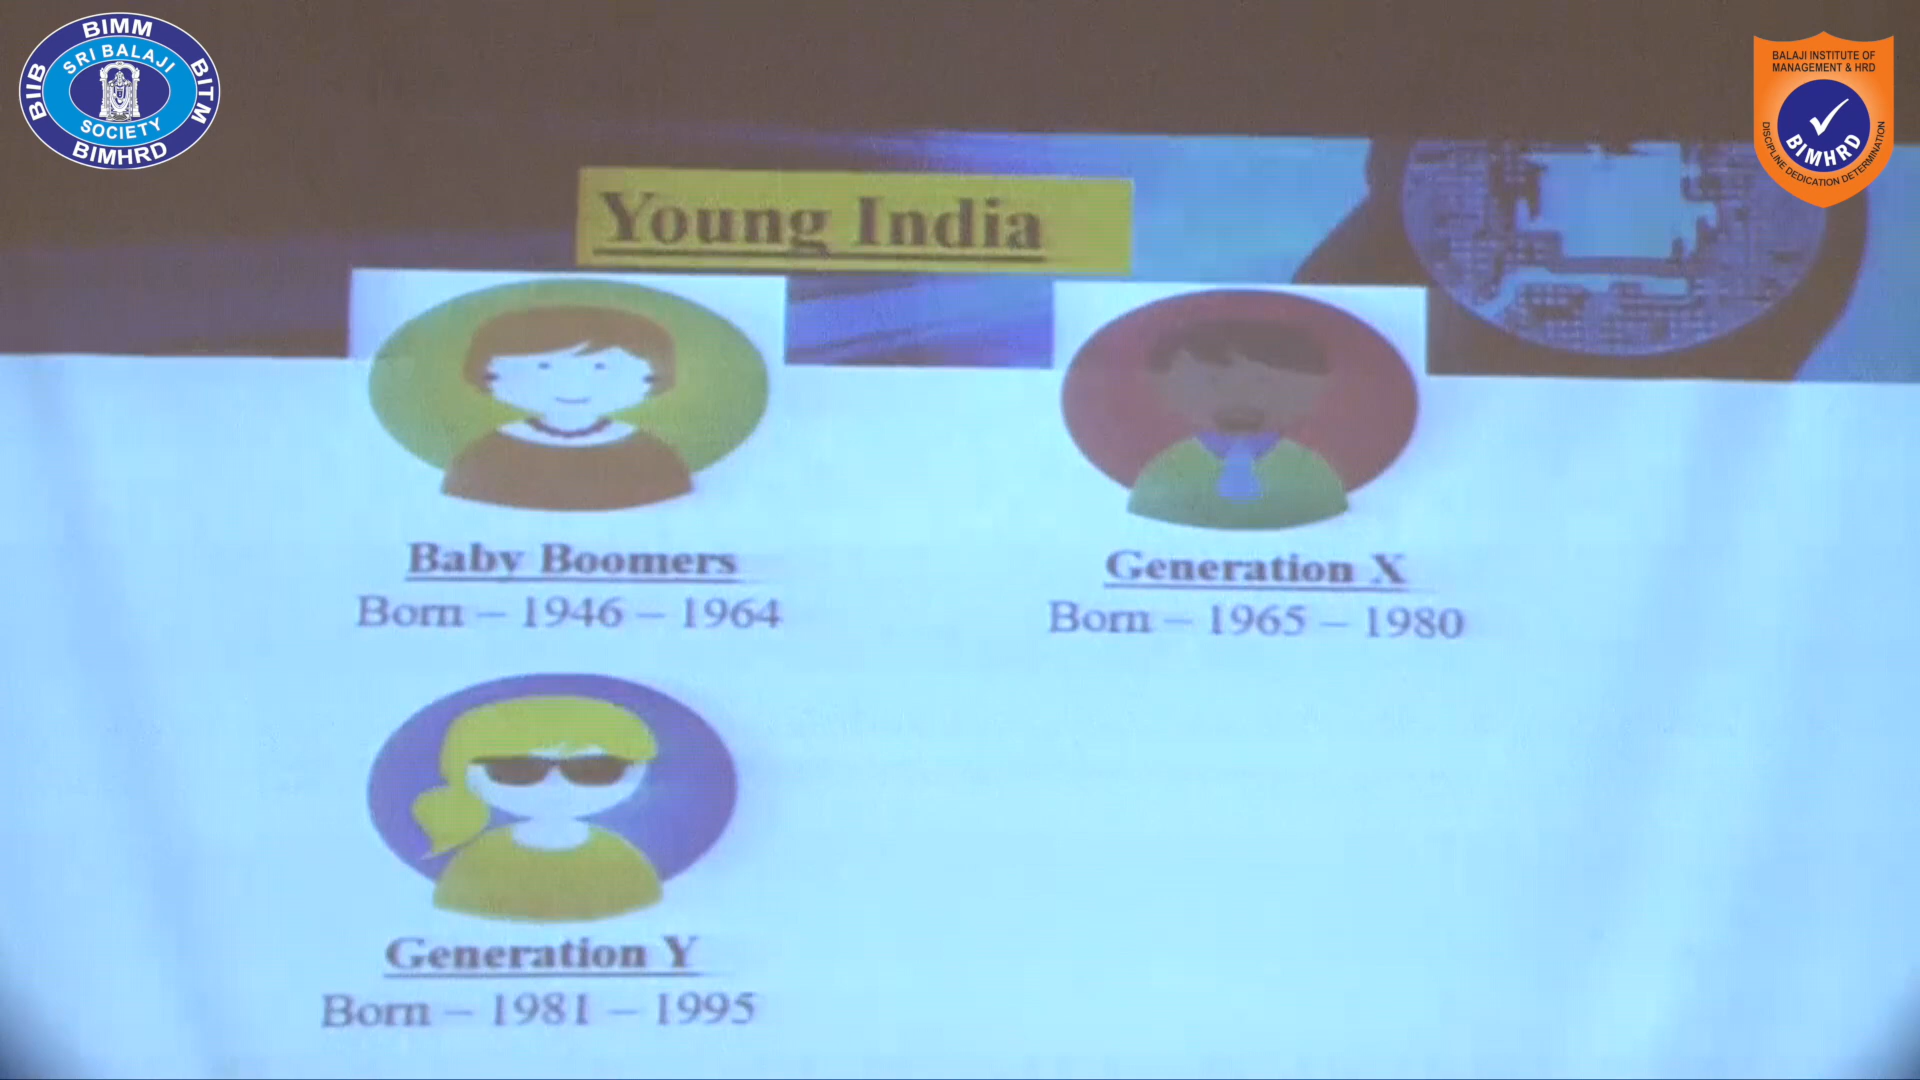 BIMM
SRI BALAJI
BIIB
BITM
SOCIETY
BIMHRD
BALAJI INSTITUTE OF
MANAGEMENT & HRD
BIMHRD
DISCIPLINE DEDICATION DETERMINATION
Young India
Baby Boomers
Born – 1946 – 1964
Generation X
Born – 1965 – 1980
Generation Y
Born – 1981 – 1995